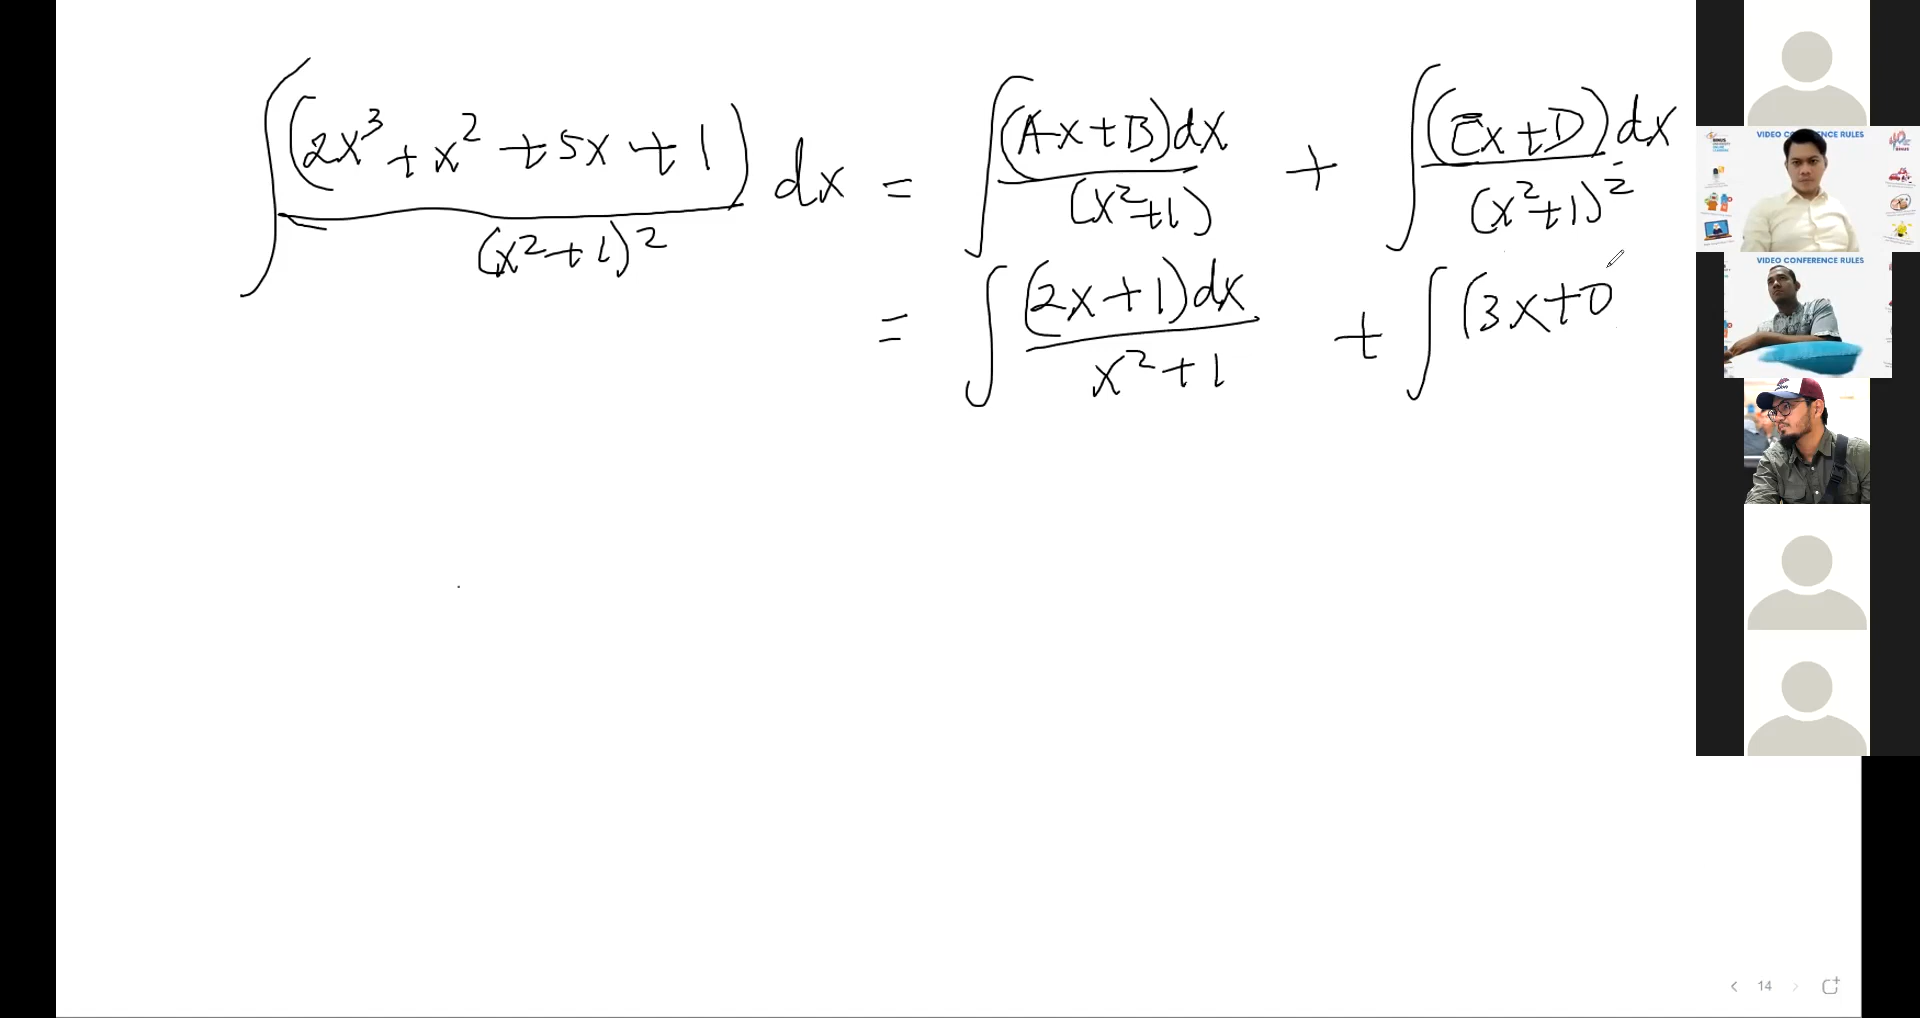 ∫ (2x³ + x² + 5x + 1) / (x²+1)² dx = ∫ (Ax+B)dx / (x²+1) + ∫ (Cx+D)dx / (x²+1)²
= ∫ (2x+1)dx / x²+1 + ∫ (3x+0
VIDEO CONFERENCE RULES
VIDEO CONFERENCE RULES
14